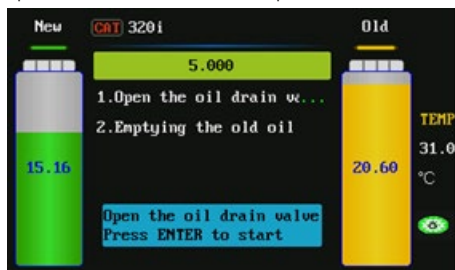 New
CAT 320i
Old
5.000
1.Open the oil drain va...
2.Emptying the old oil
TEMP
31.0
°C
15.16
20.60
Open the oil drain valve
Press ENTER to start